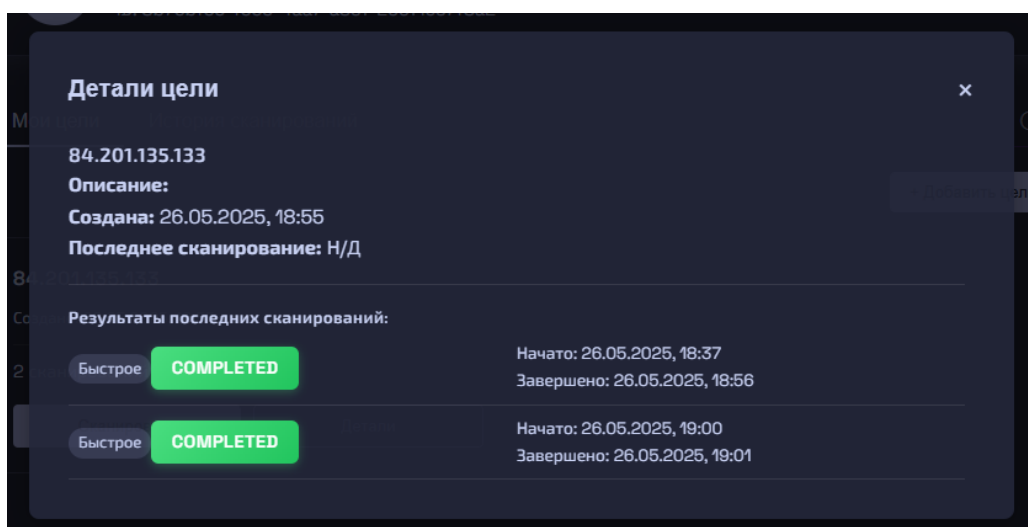 Детали цели
×
84.201.135.133
Описание:
Создана: 26.05.2025, 18:55
Последнее сканирование: Н/Д
Результаты последних сканирований:
Быстрое COMPLETED
Начато: 26.05.2025, 18:37
Завершено: 26.05.2025, 18:56
Быстрое COMPLETED
Начато: 26.05.2025, 19:00
Завершено: 26.05.2025, 19:01